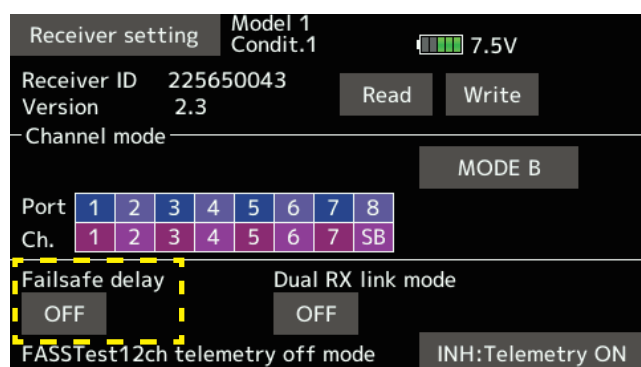 Receiver setting
Model 1
Condit.1
7.5V
Receiver ID 225650043
Version 2.3
Read
Write
Channel mode
MODE B
Port 1 2 3 4 5 6 7 8
Ch. 1 2 3 4 5 6 7 SB
Failsafe delay
Dual RX link mode
OFF
OFF
FASSTest12ch telemetry off mode
INH:Telemetry ON